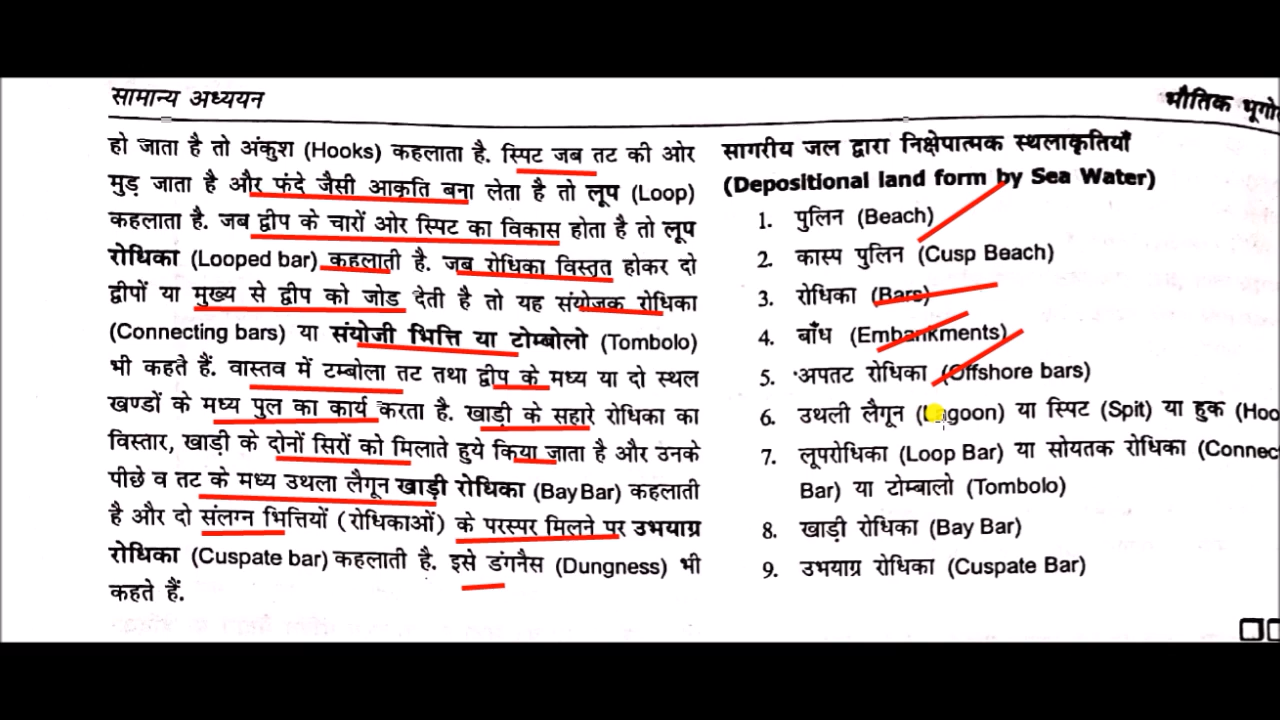 सामान्य अध्ययन
भौतिक भूगो
हो जाता है तो अंकुश (Hooks) कहलाता है. स्पिट जब तट की ओर
मुड़ जाता है और फंदे जैसी आकृति बना लेता है तो लूप (Loop)
कहलाता है. जब द्वीप के चारों ओर स्पिट का विकास होता है तो लूप
रोधिका (Looped bar) कहलाती है. जब रोधिका विस्तृत होकर दो
द्वीपों या मुख्य से द्वीप को जोड देती है तो यह संयोजक रोधिका
(Connecting bars) या संयोजी भित्ति या टोम्बोलो (Tombolo)
भी कहतेे हैं. वास्तव में टम्बोला तट तथा द्वीप के मध्य या दो स्थल
खण्डों के मध्य पुल का कार्य करता है. खाड़ी के सहारे रोधिका का
विस्तार, खाड़ी के दोनों सिरों को मिलाते हुये किया जाता है और उनके
पीछे व तट के मध्य उथला लैगून खाड़ी रोधिका (Bay Bar) कहलाती
है और दो संलग्न भित्तियों (रोधिकाओं) के परस्पर मिलने पर उभयाग्र
रोधिका (Cuspate bar) कहलाती है. इसे डंगनैस (Dungness) भी
कहते हैं.
सागरीय जल द्वारा निक्षेपात्मक स्थलाकृतियाँ
(Depositional land form by Sea Water)
1. पुलिन (Beach)
2. कास्प पुलिन (Cusp Beach)
3. रोधिका (Bars)
4. बाँध (Embankments)
5. अपतट रोधिका (Offshore bars)
6. उथली लैगून (Lagoon) या स्पिट (Spit) या हुक (Hoo
7. लूपरोधिका (Loop Bar) या सोयतक रोधिका (Connec
Bar) या टोम्बालो (Tombolo)
8. खाड़ी रोधिका (Bay Bar)
9. उभयाग्र रोधिका (Cuspate Bar)